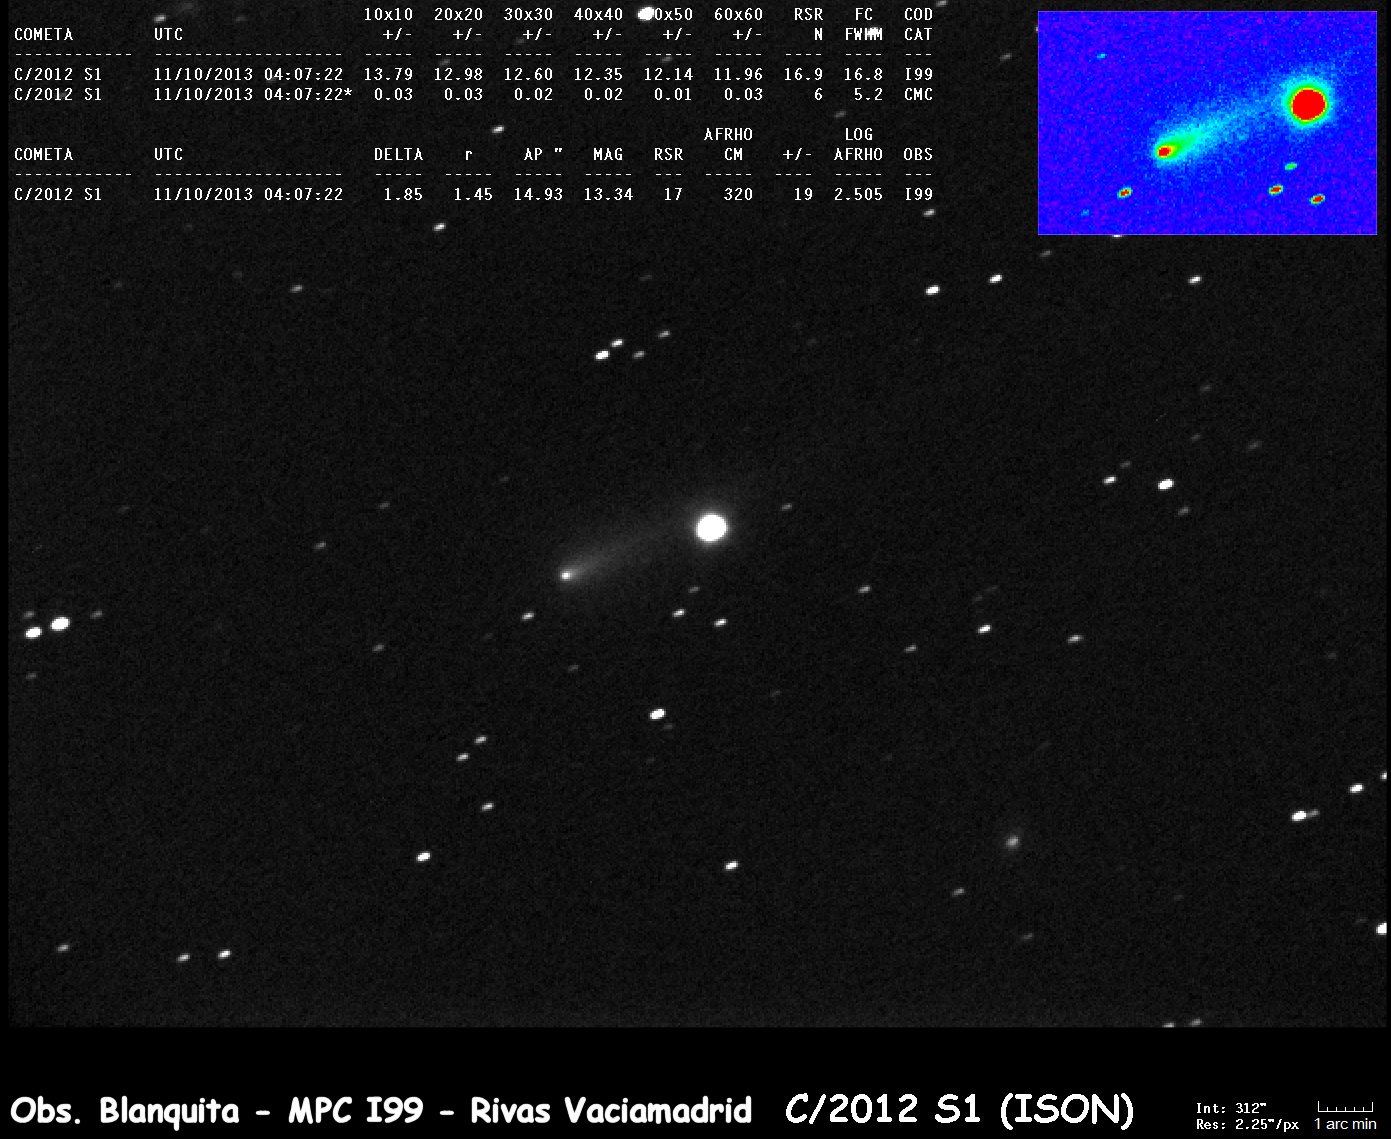 10x10 20x20 30x30 40x40 0x50 60x60 RSR FC COD
COMETA UTC +/- +/- +/- +/- +/- +/- N FWHM CAT
------------ ------------------- ----- ----- ----- ----- ----- ----- ---- ---- ---
C/2012 S1 11/10/2013 04:07:22 13.79 12.98 12.60 12.35 12.14 11.96 16.9 16.8 I99
C/2012 S1 11/10/2013 04:07:22* 0.03 0.03 0.02 0.02 0.01 0.03 6 5.2 CMC
AFRHO LOG
COMETA UTC DELTA r AP " MAG RSR CM +/- AFRHO OBS
------------ ------------------- ----- ----- ----- ----- ---- ----- ---- ----- ---
C/2012 S1 11/10/2013 04:07:22 1.85 1.45 14.93 13.34 17 320 19 2.505 I99
Obs. Blanquita - MPC I99 - Rivas Vaciamadrid C/2012 S1 (ISON)
Int: 312"
Res: 2.25"/px 1 arc min